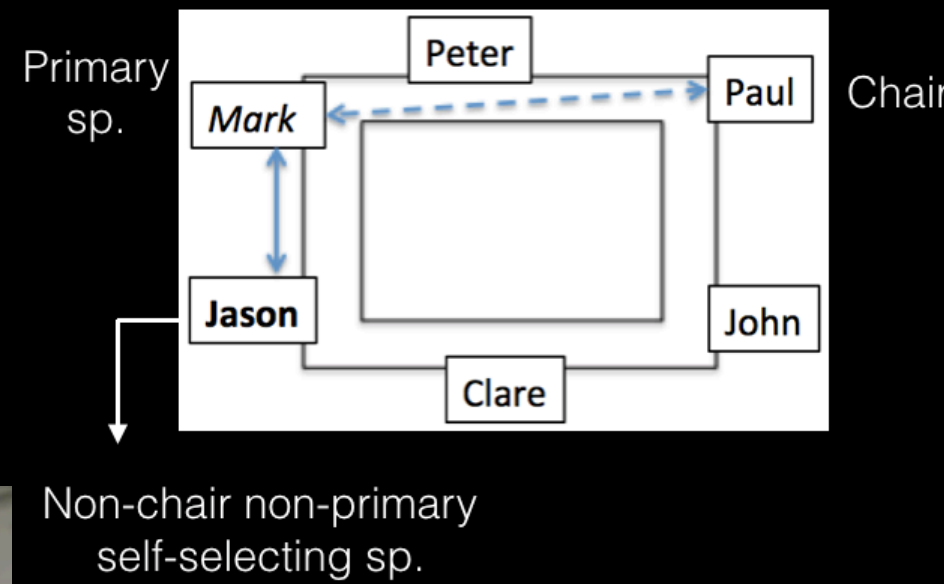 Primary
sp.
Peter
Mark
Paul
Chair
Jason
John
Clare
Non-chair non-primary
self-selecting sp.